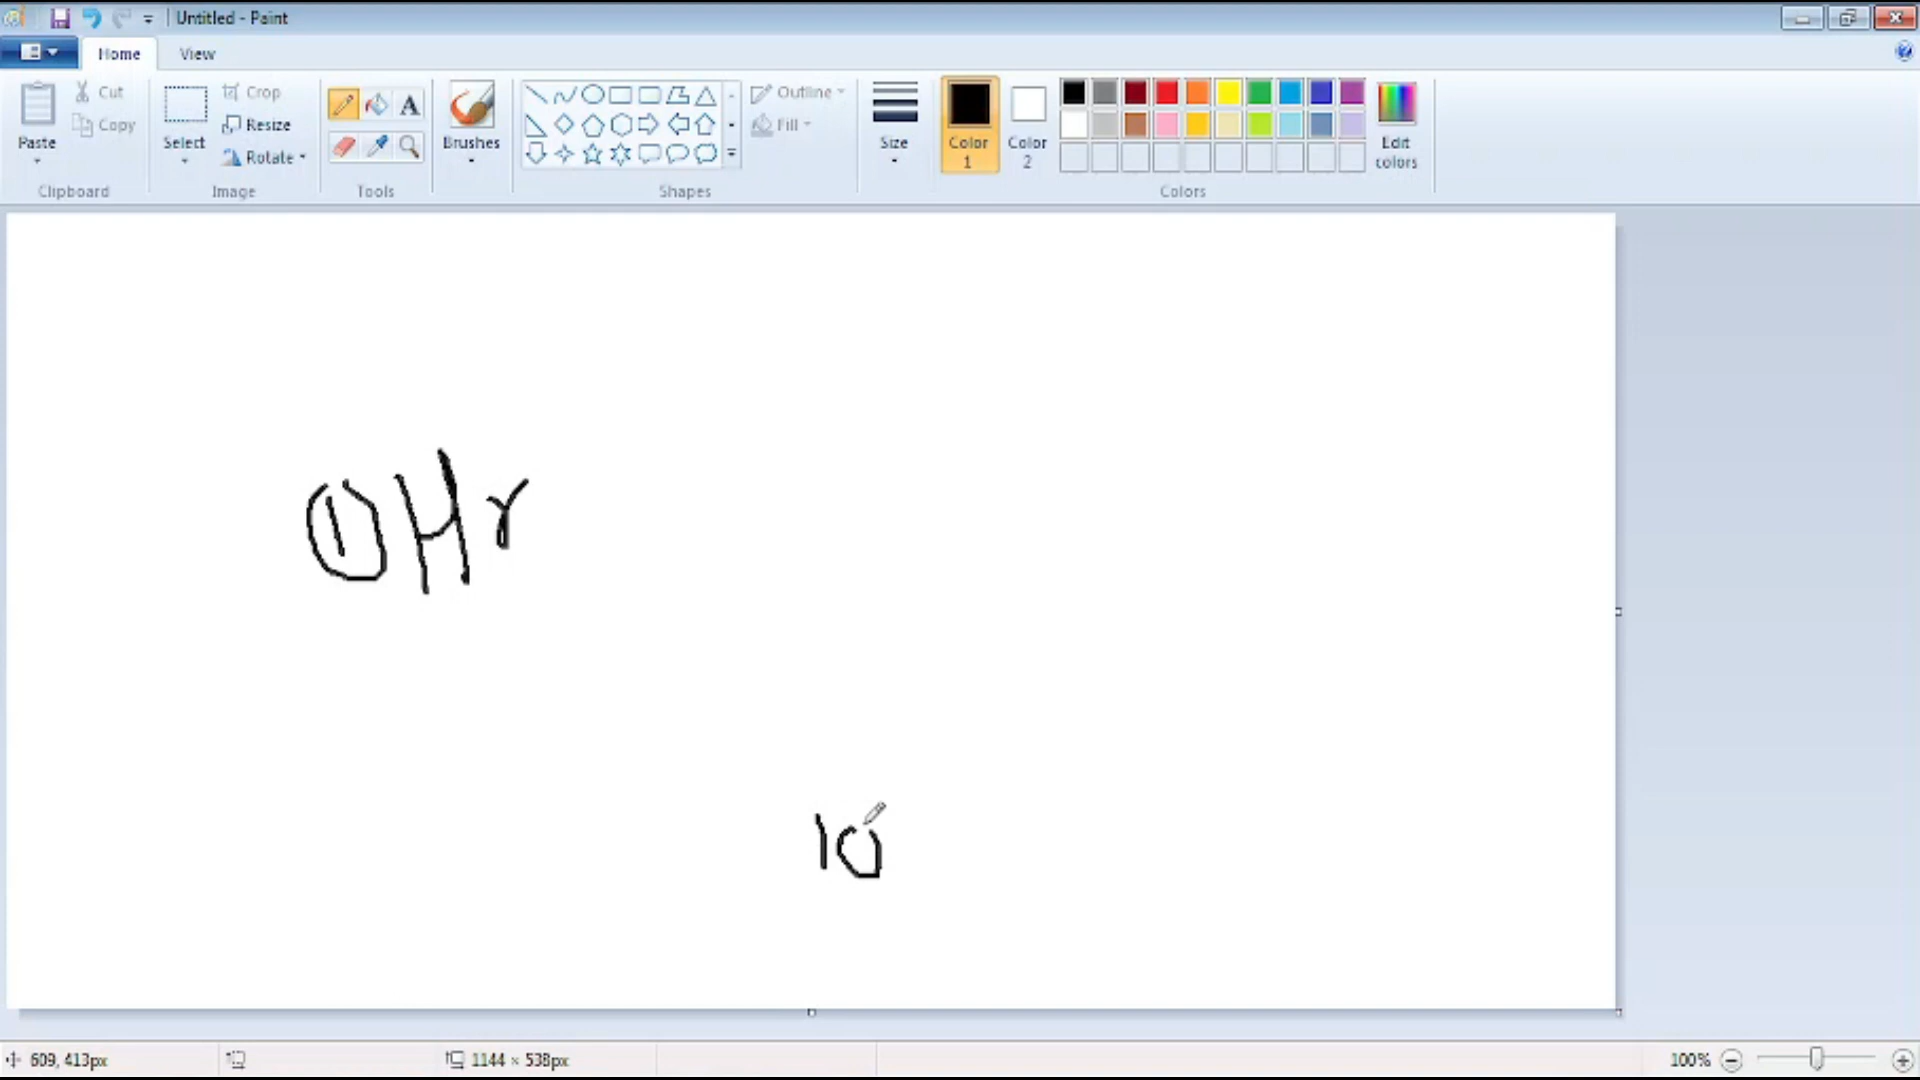 Untitled - Paint
Home View
Paste
Cut
Copy
Clipboard
Select
Crop
Resize
Rotate
Image
Tools
Brushes
Shapes
Outline
Fill
Size
Color 1
Color 2
Edit colors
Colors
①Hr
10
609, 413px
1144 × 538px
100%